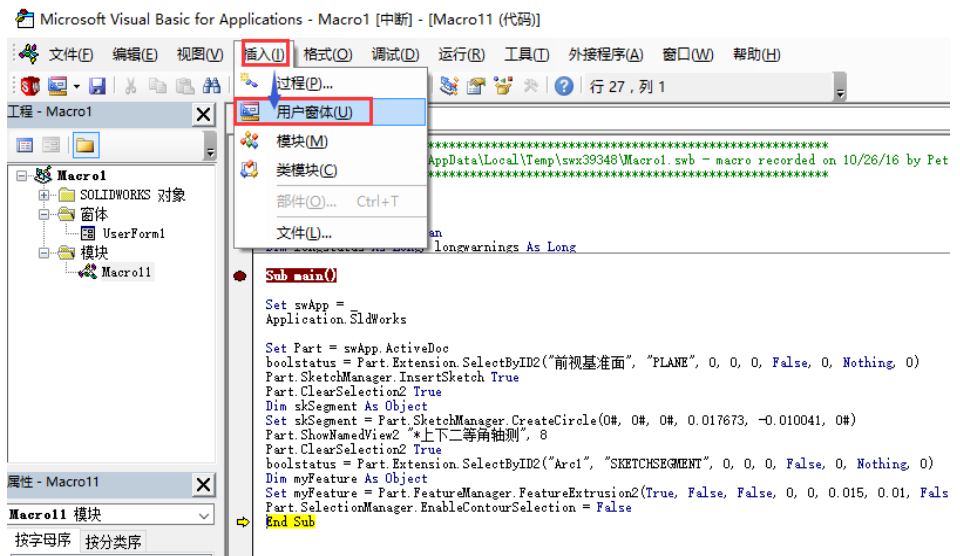 Microsoft Visual Basic for Applications - Macro1 [中断] - [Macro11 (代码)]
文件(F) 编辑(E) 视图(V) 插入(I) 格式(O) 调试(D) 运行(R) 工具(T) 外接程序(A) 窗口(W) 帮助(H)
行 27 , 列 1
过程(P)...
用户窗体(U)
模块(M)
类模块(C)
部件(O)... Ctrl+T
文件(L)...
工程 - Macro1
Macro1
SOLIDWORKS 对象
窗体
UserForm1
模块
Macro11
属性 - Macro11
Macro11 模块
按字母序 按分类序
******************************************************************
AppData\Local\Temp\swx39348\Macro1.swb - macro recorded on 10/26/16 by Pet
******************************************************************
an
longwarnings As Long
Sub main()
Set swApp = _
Application.SldWorks
Set Part = swApp.ActiveDoc
boolstatus = Part.Extension.SelectByID2("前视基准面", "PLANE", 0, 0, 0, False, 0, Nothing, 0)
Part.SketchManager.InsertSketch True
Part.ClearSelection2 True
Dim skSegment As Object
Set skSegment = Part.SketchManager.CreateCircle(0#, 0#, 0#, 0.017673, -0.010041, 0#)
Part.ShowNamedView2 "*上下二等角轴测", 8
Part.ClearSelection2 True
boolstatus = Part.Extension.SelectByID2("Arc1", "SKETCHSEGMENT", 0, 0, 0, False, 0, Nothing, 0)
Dim myFeature As Object
Set myFeature = Part.FeatureManager.FeatureExtrusion2(True, False, False, 0, 0, 0.015, 0.01, Fals
Part.SelectionManager.EnableContourSelection = False
End Sub